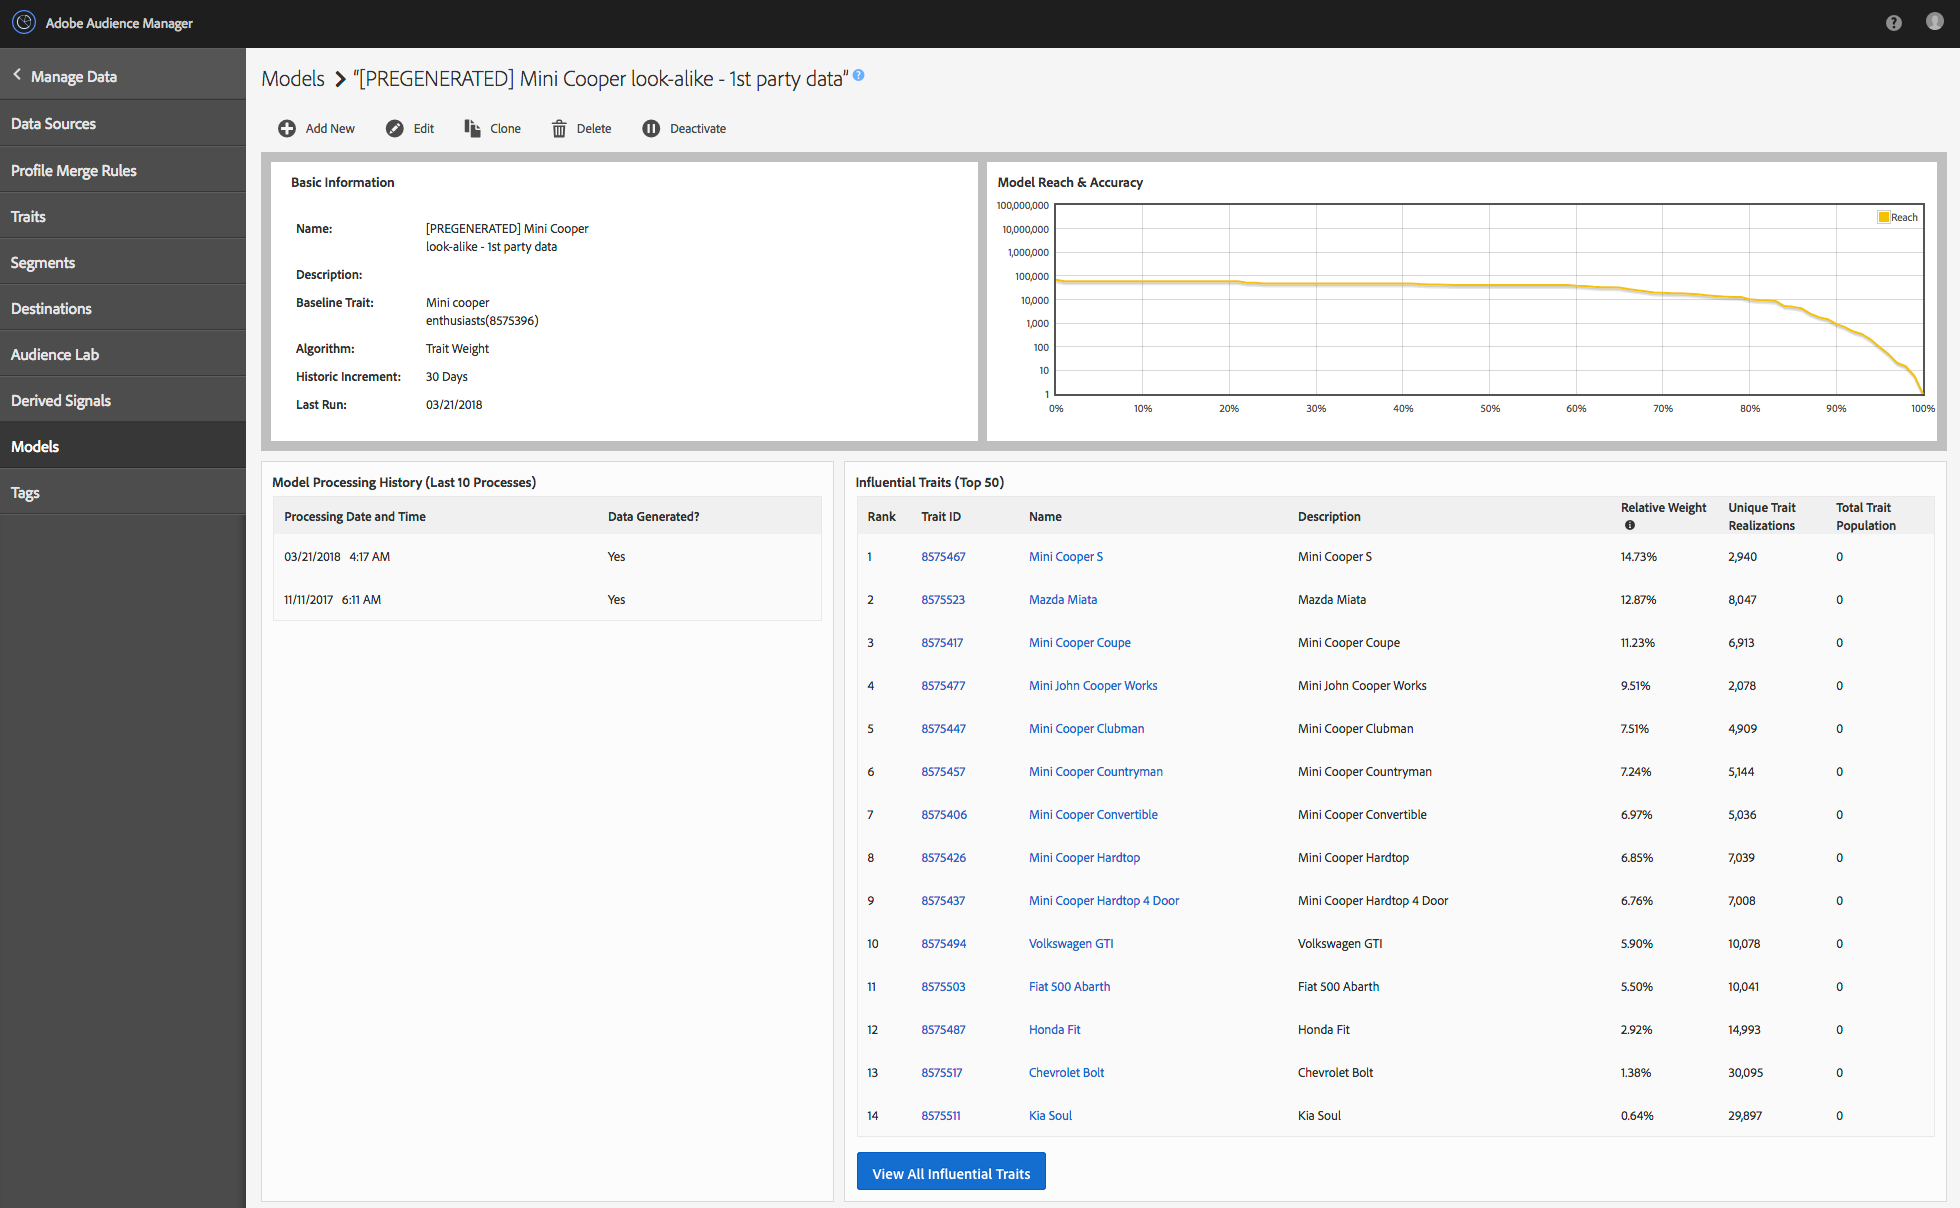 Adobe Audience Manager
?
Manage Data
Data Sources
Profile Merge Rules
Traits
Segments
Destinations
Audience Lab
Derived Signals
Models
Tags
Models > "[PREGENERATED] Mini Cooper look-alike - 1st party data" ?
Add New Edit Clone Delete Deactivate
Basic Information
Name: [PREGENERATED] Mini Cooper
look-alike - 1st party data
Description:
Baseline Trait: Mini cooper
enthusiasts(8575396)
Algorithm: Trait Weight
Historic Increment: 30 Days
Last Run: 03/21/2018
Model Reach & Accuracy
100,000,000
10,000,000
1,000,000
100,000
10,000
1,000
100
10
1
Reach
0% 10% 20% 30% 40% 50% 60% 70% 80% 90% 100%
Model Processing History (Last 10 Processes)
Processing Date and Time Data Generated?
03/21/2018 4:17 AM Yes
11/11/2017 6:11 AM Yes
Influential Traits (Top 50)
Rank Trait ID Name Description Relative Weight Unique Trait Realizations Total Trait Population
1 8575467 Mini Cooper S Mini Cooper S 14.73% 2,940 0
2 8575523 Mazda Miata Mazda Miata 12.87% 8,047 0
3 8575417 Mini Cooper Coupe Mini Cooper Coupe 11.23% 6,913 0
4 8575477 Mini John Cooper Works Mini John Cooper Works 9.51% 2,078 0
5 8575447 Mini Cooper Clubman Mini Cooper Clubman 7.51% 4,909 0
6 8575457 Mini Cooper Countryman Mini Cooper Countryman 7.24% 5,144 0
7 8575406 Mini Cooper Convertible Mini Cooper Convertible 6.97% 5,036 0
8 8575426 Mini Cooper Hardtop Mini Cooper Hardtop 6.85% 7,039 0
9 8575437 Mini Cooper Hardtop 4 Door Mini Cooper Hardtop 4 Door 6.76% 7,008 0
10 8575494 Volkswagen GTI Volkswagen GTI 5.90% 10,078 0
11 8575503 Fiat 500 Abarth Fiat 500 Abarth 5.50% 10,041 0
12 8575487 Honda Fit Honda Fit 2.92% 14,993 0
13 8575517 Chevrolet Bolt Chevrolet Bolt 1.38% 30,095 0
14 8575511 Kia Soul Kia Soul 0.64% 29,897 0
View All Influential Traits